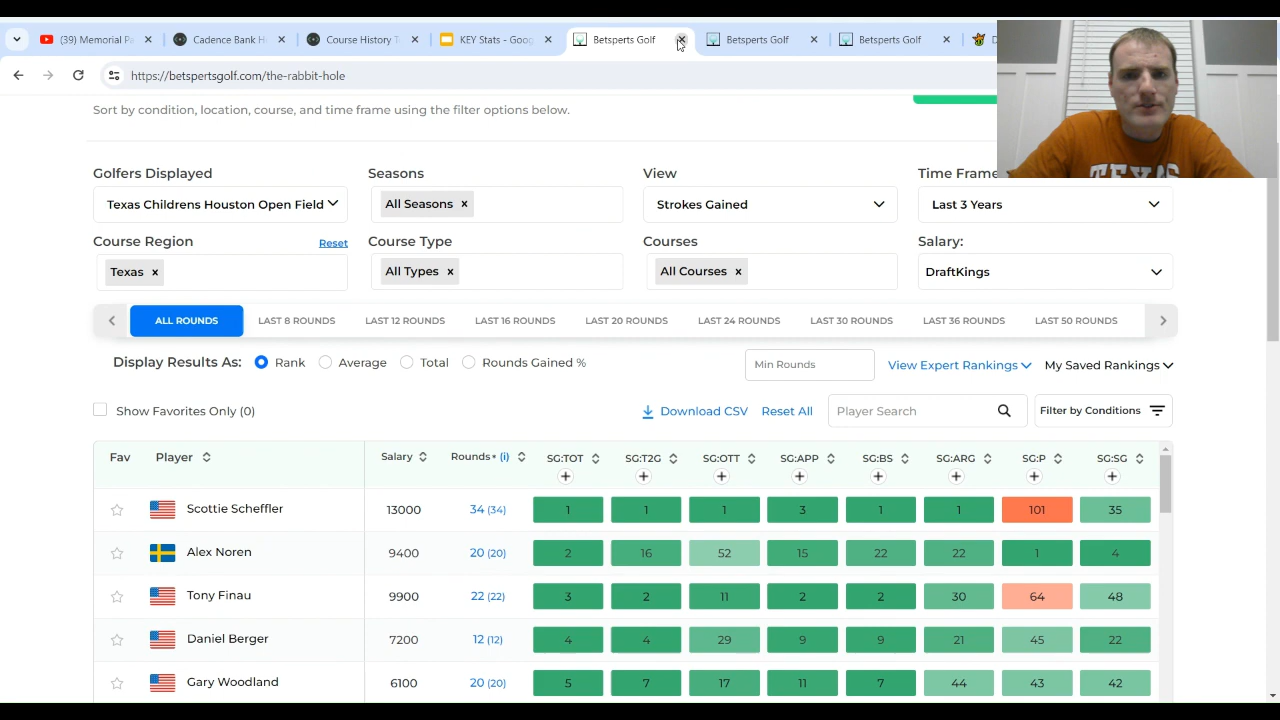 (39) Memorial Pa
Cadence Bank H
Course H
CTV Golf - Goog
Betsperts Golf
Betsperts Golf
Betsperts Golf
D
https://betspertsgolf.com/the-rabbit-hole
Sort by condition, location, course and time frame using the filter options below.
Golfers Displayed
Seasons
View
Time Frame
Texas Childrens Houston Open Field
All Seasons ×
Strokes Gained
Last 3 Years
Course Region
Reset
Course Type
Courses
Salary:
Texas ×
All Types ×
All Courses ×
DraftKings
ALL ROUNDS
LAST 8 ROUNDS
LAST 12 ROUNDS
LAST 16 ROUNDS
LAST 20 ROUNDS
LAST 24 ROUNDS
LAST 30 ROUNDS
LAST 36 ROUNDS
LAST 50 ROUNDS
Display Results As:
Rank
Average
Total
Rounds Gained %
Min Rounds
View Expert Rankings
My Saved Rankings
Show Favorites Only (0)
Download CSV
Reset All
Player Search
Filter by Conditions
Fav Player Salary Rounds* (i) SG:TOT SG:T2G SG:OTT SG:APP SG:BS SG:ARG SG:P SG:SG
Scottie Scheffler 13000 34 (34) 1 1 1 3 1 1 101 35
Alex Noren 9400 20 (20) 2 16 52 15 22 22 1 4
Tony Finau 9900 22 (22) 3 2 11 2 2 30 64 48
Daniel Berger 7200 12 (12) 4 4 29 9 9 21 45 22
Gary Woodland 6100 20 (20) 5 7 17 11 7 44 43 42
TEXAS